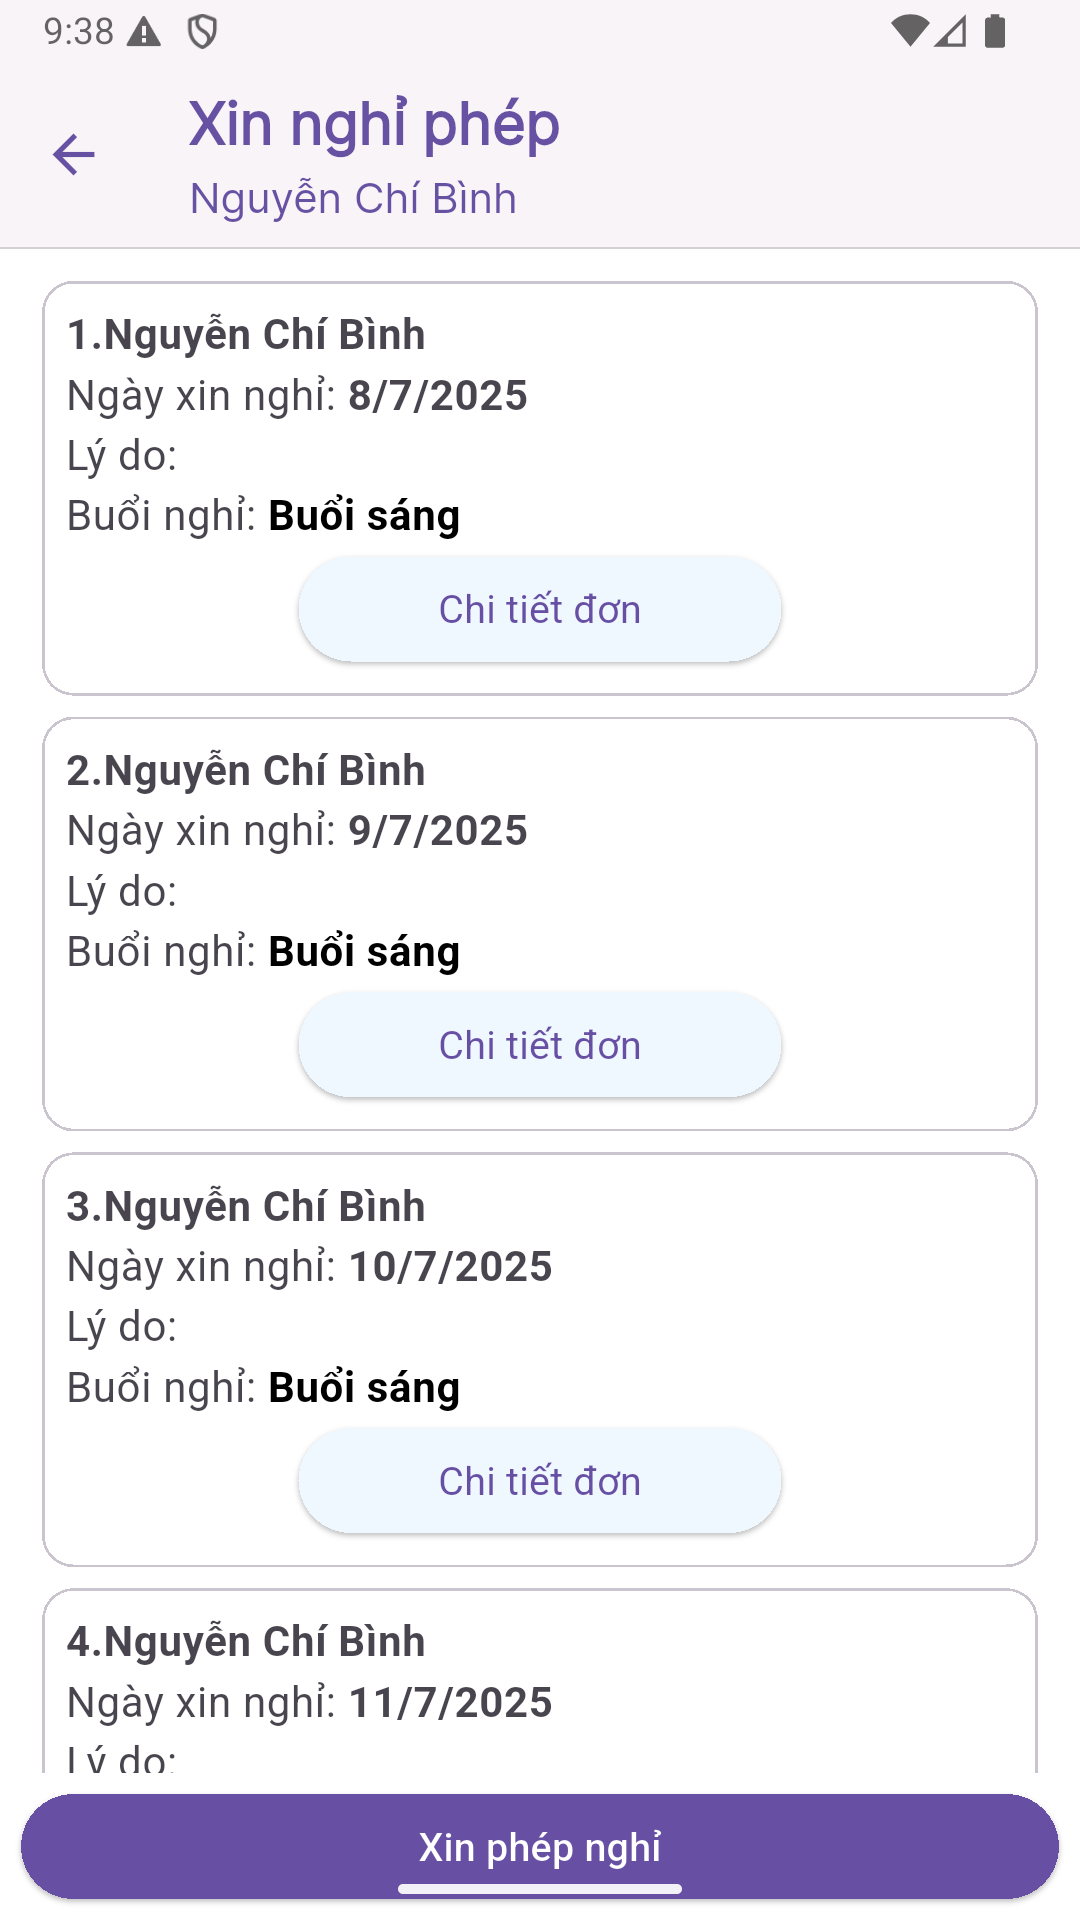 9:38
Xin nghỉ phép
Nguyễn Chí Bình
1.Nguyễn Chí Bình
Ngày xin nghỉ: 8/7/2025
Lý do:
Buổi nghỉ: Buổi sáng
Chi tiết đơn
2.Nguyễn Chí Bình
Ngày xin nghỉ: 9/7/2025
Lý do:
Buổi nghỉ: Buổi sáng
Chi tiết đơn
3.Nguyễn Chí Bình
Ngày xin nghỉ: 10/7/2025
Lý do:
Buổi nghỉ: Buổi sáng
Chi tiết đơn
4.Nguyễn Chí Bình
Ngày xin nghỉ: 11/7/2025
Lý do:
Xin phép nghỉ